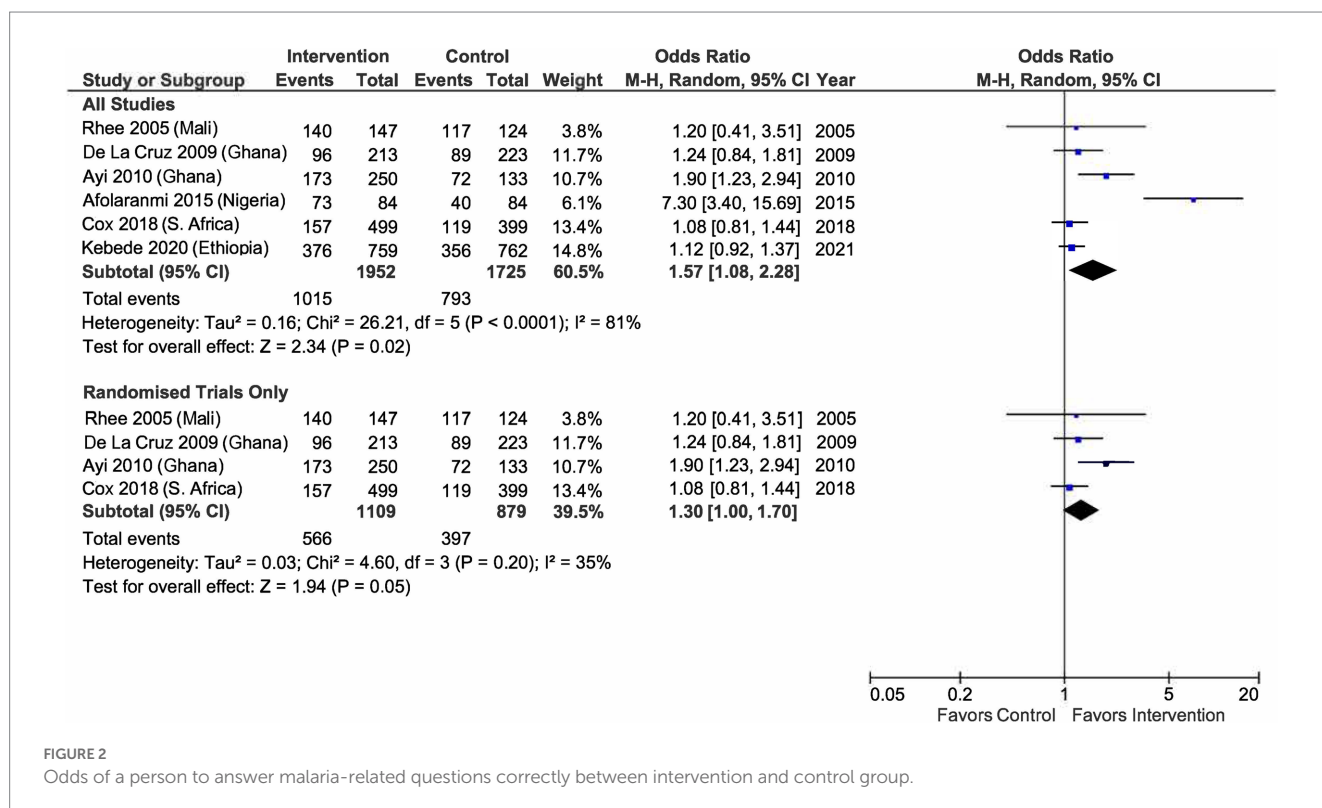 Intervention Control Odds Ratio Odds Ratio
Study or Subgroup Events Total Events Total Weight M-H, Random, 95% CI Year M-H, Random, 95% CI
All Studies
Rhee 2005 (Mali) 140 147 117 124 3.8% 1.20 [0.41, 3.51] 2005
De La Cruz 2009 (Ghana) 96 213 89 223 11.7% 1.24 [0.84, 1.81] 2009
Ayi 2010 (Ghana) 173 250 72 133 10.7% 1.90 [1.23, 2.94] 2010
Afolaranmi 2015 (Nigeria) 73 84 40 84 6.1% 7.30 [3.40, 15.69] 2015
Cox 2018 (S. Africa) 157 499 119 399 13.4% 1.08 [0.81, 1.44] 2018
Kebede 2020 (Ethiopia) 376 759 356 762 14.8% 1.12 [0.92, 1.37] 2021
Subtotal (95% CI) 1952 1725 60.5% 1.57 [1.08, 2.28]
Total events 1015 793
Heterogeneity: Tau² = 0.16; Chi² = 26.21, df = 5 (P < 0.0001); I² = 81%
Test for overall effect: Z = 2.34 (P = 0.02)
Randomised Trials Only
Rhee 2005 (Mali) 140 147 117 124 3.8% 1.20 [0.41, 3.51] 2005
De La Cruz 2009 (Ghana) 96 213 89 223 11.7% 1.24 [0.84, 1.81] 2009
Ayi 2010 (Ghana) 173 250 72 133 10.7% 1.90 [1.23, 2.94] 2010
Cox 2018 (S. Africa) 157 499 119 399 13.4% 1.08 [0.81, 1.44] 2018
Subtotal (95% CI) 1109 879 39.5% 1.30 [1.00, 1.70]
Total events 566 397
Heterogeneity: Tau² = 0.03; Chi² = 4.60, df = 3 (P = 0.20); I² = 35%
Test for overall effect: Z = 1.94 (P = 0.05)
0.05 0.2 1 5 20
Favors Control Favors Intervention
FIGURE 2
Odds of a person to answer malaria-related questions correctly between intervention and control group.